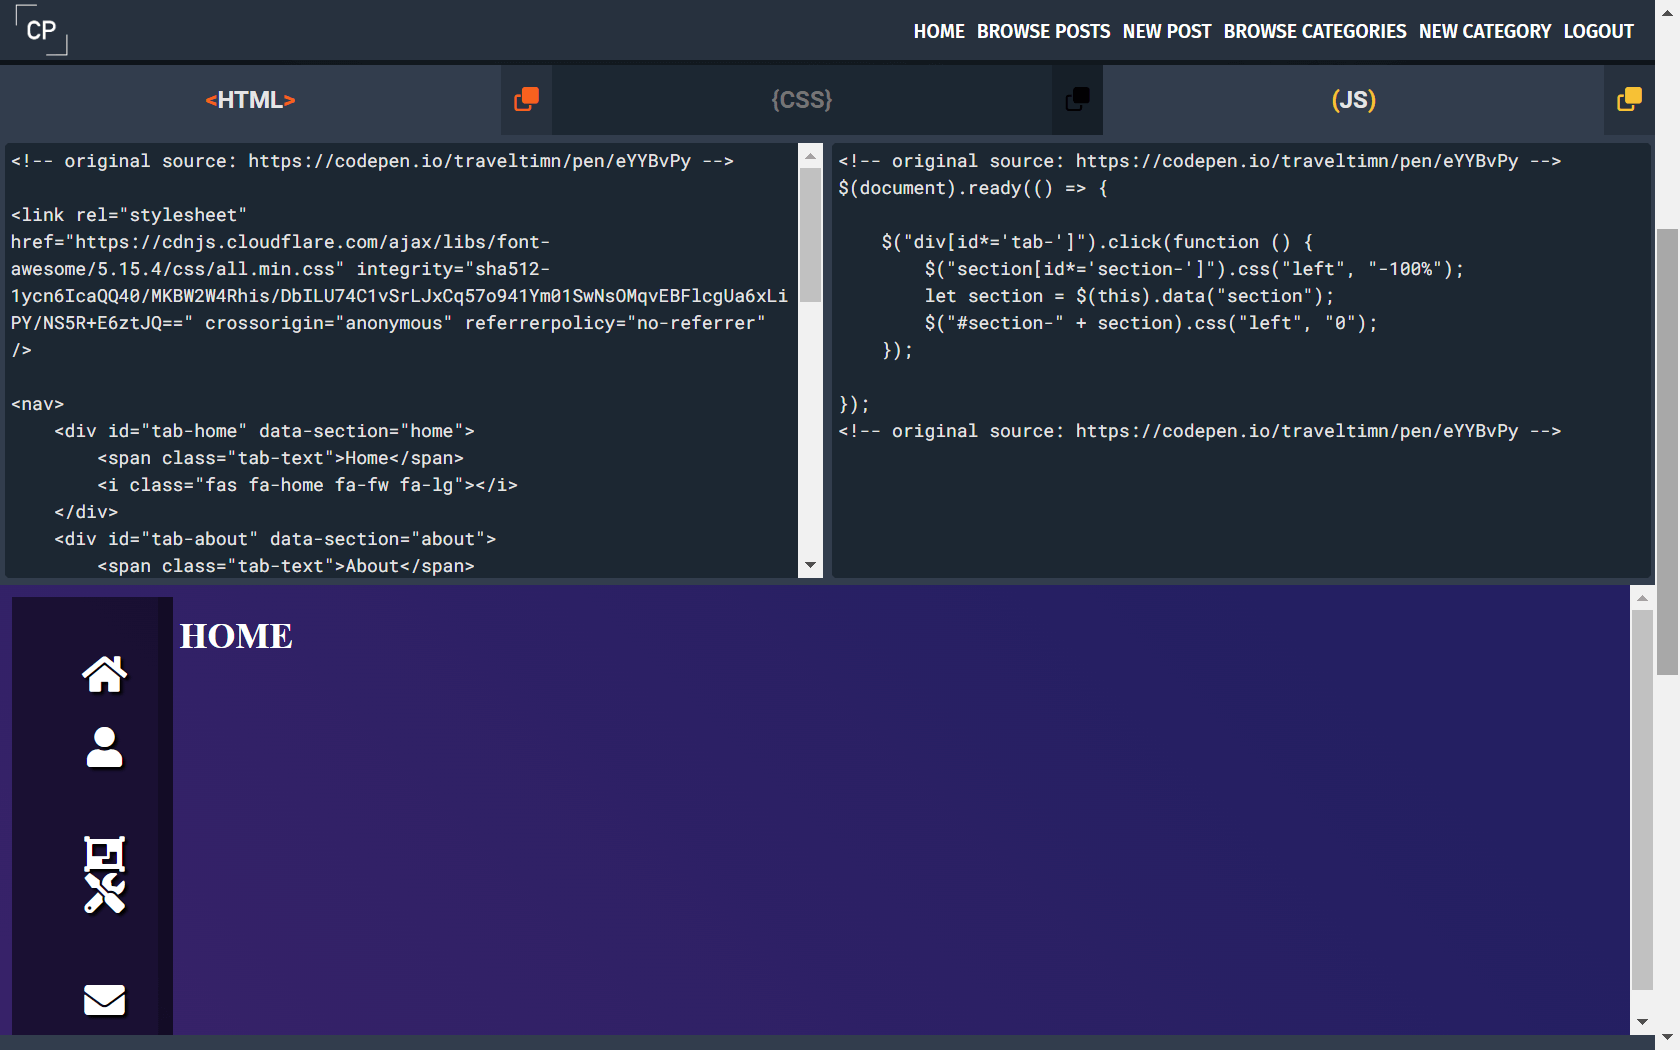 CP
HOME BROWSE POSTS NEW POST BROWSE CATEGORIES NEW CATEGORY LOGOUT
<HTML>
{CSS}
(JS)
<!-- original source: https://codepen.io/traveltimn/pen/eYYBvPy -->
<link rel="stylesheet"
href="https://cdnjs.cloudflare.com/ajax/libs/font-
awesome/5.15.4/css/all.min.css" integrity="sha512-
1ycn6IcaQQ40/MKBW2W4Rhis/DbILU74C1vSrLJxCq57o941Ym01SwNsOMqvEBFlcgUa6xLi
PY/NS5R+E6ztJQ==" crossorigin="anonymous" referrerpolicy="no-referrer"
/>
<nav>
    <div id="tab-home" data-section="home">
        <span class="tab-text">Home</span>
        <i class="fas fa-home fa-fw fa-lg"></i>
    </div>
    <div id="tab-about" data-section="about">
        <span class="tab-text">About</span>
<!-- original source: https://codepen.io/traveltimn/pen/eYYBvPy -->
$(document).ready(() => {
    $("div[id*='tab-']").click(function () {
        $("section[id*='section-']").css("left", "-100%");
        let section = $(this).data("section");
        $("#section-" + section).css("left", "0");
    });
});
<!-- original source: https://codepen.io/traveltimn/pen/eYYBvPy -->
HOME